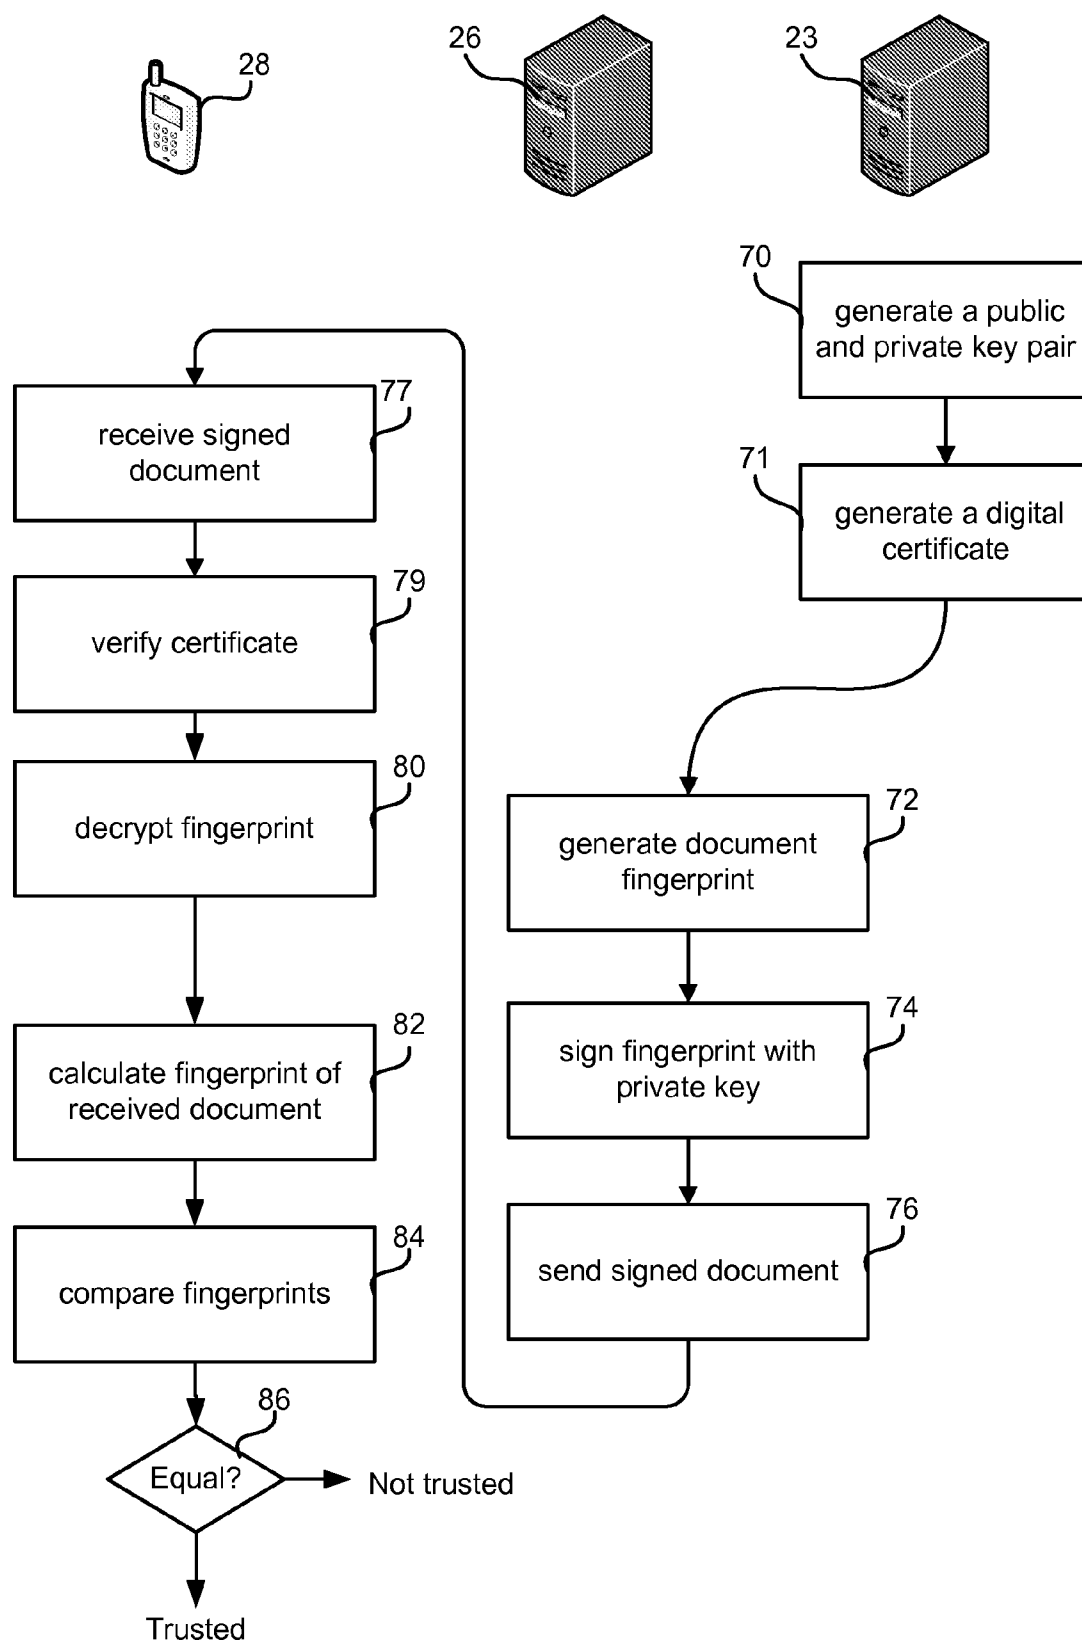 28
26
23
70
generate a public
and private key pair
77
receive signed
document
71
generate a digital
certificate
79
verify certificate
80
decrypt fingerprint
72
generate document
fingerprint
82
calculate fingerprint of
received document
74
sign fingerprint with
private key
84
compare fingerprints
76
send signed document
86
Equal?
Not trusted
Trusted